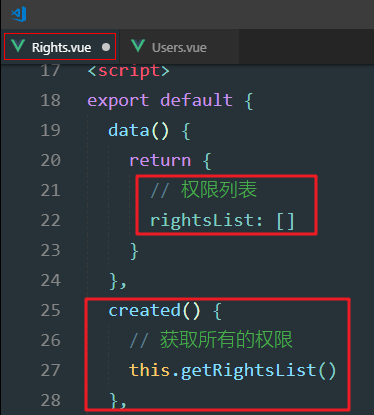 Rights.vue
Users.vue
17 <script>
18 export default {
19 data() {
20 return {
21 // 权限列表
22 rightsList: []
23 }
24 },
25 created() {
26 // 获取所有的权限
27 this.getRightsList()
28 },